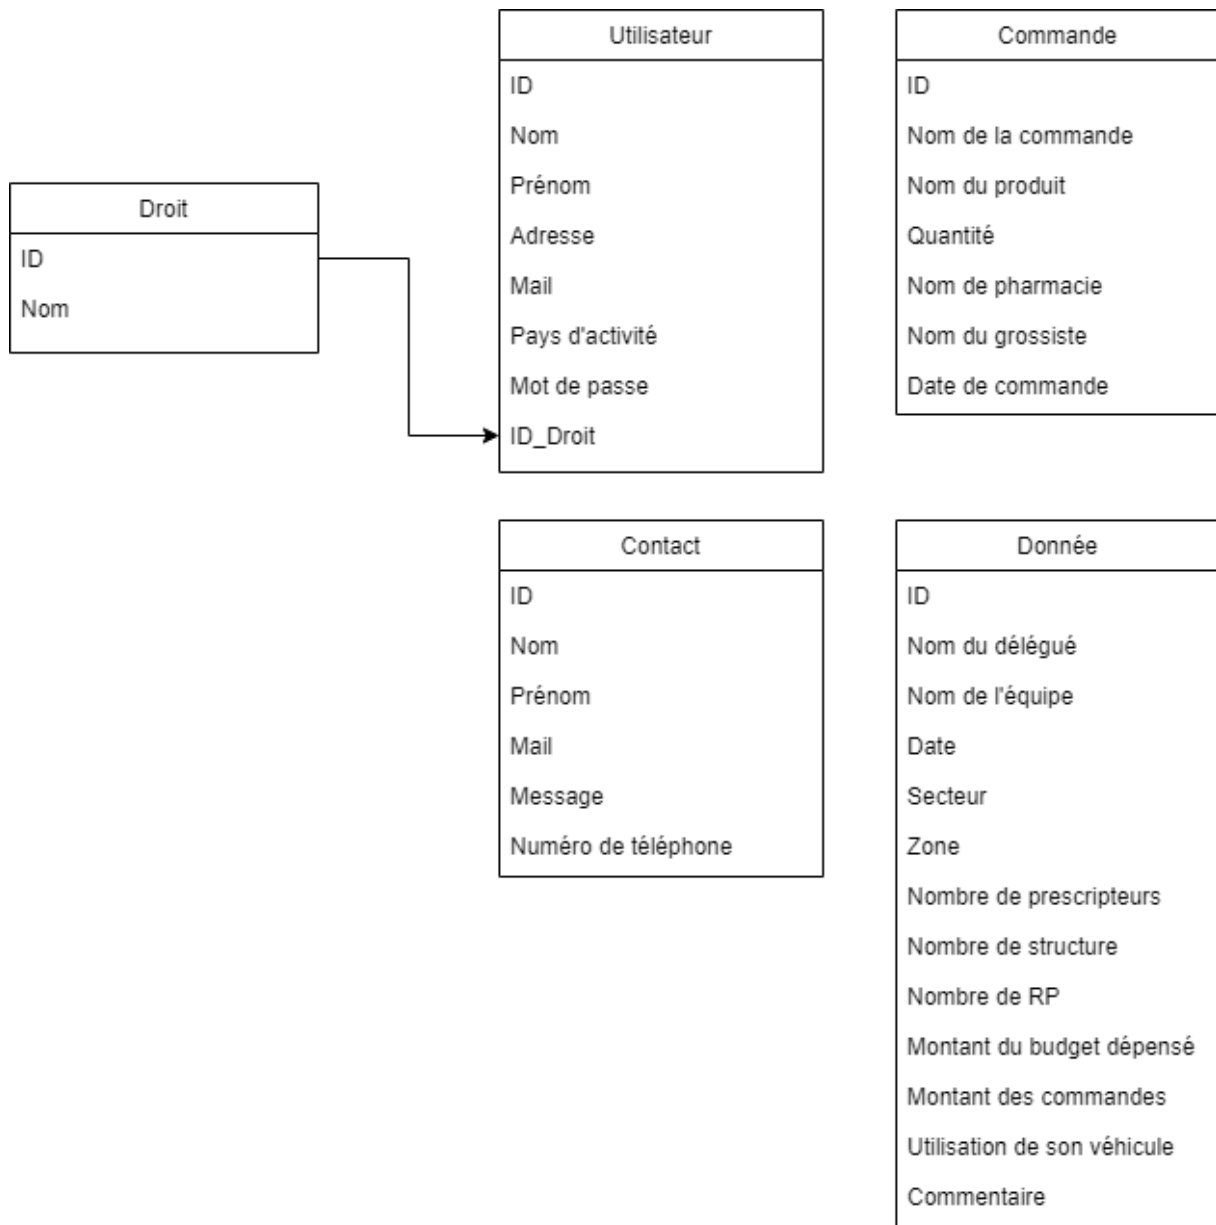 Droit
ID
Nom
Utilisateur
ID
Nom
Prénom
Adresse
Mail
Pays d'activité
Mot de passe
ID_Droit
Commande
ID
Nom de la commande
Nom du produit
Quantité
Nom de pharmacie
Nom du grossiste
Date de commande
Contact
ID
Nom
Prénom
Mail
Message
Numéro de téléphone
Donnée
ID
Nom du délégué
Nom de l'équipe
Date
Secteur
Zone
Nombre de prescripteurs
Nombre de structure
Nombre de RP
Montant du budget dépensé
Montant des commandes
Utilisation de son véhicule
Commentaire